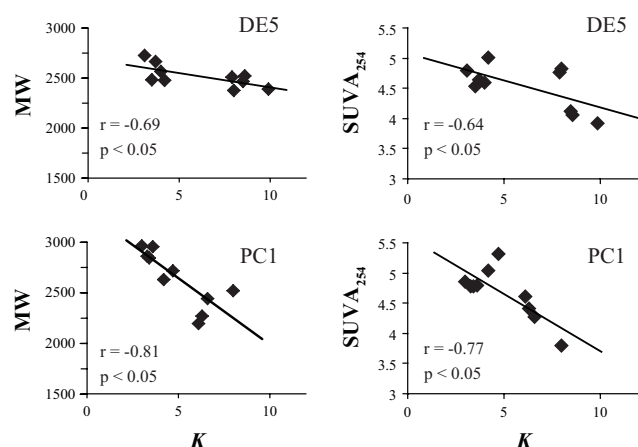 DE5
DE5
3000
2500
2000
1500
MW
r = -0.69
p < 0.05
0
5
10
5.5
5
4.5
4
3.5
3
SUVA254
r = -0.64
p < 0.05
0
5
10
PC1
PC1
3000
2500
2000
1500
MW
r = -0.81
p < 0.05
0
5
10
K
5.5
5
4.5
4
3.5
3
SUVA254
r = -0.77
p < 0.05
0
5
10
K